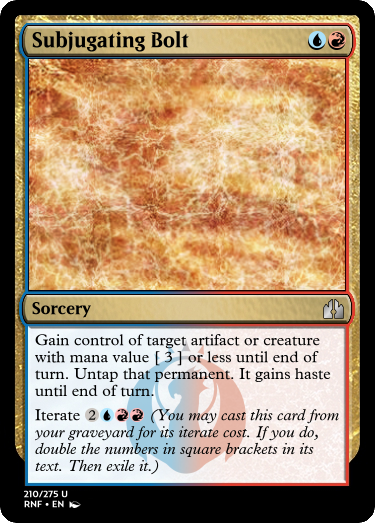 Subjugating Bolt
Sorcery
Gain control of target artifact or creature
with mana value [ 3 ] or less until end of
turn. Untap that permanent. It gains haste
until end of turn.
Iterate 2 (You may cast this card from
your graveyard for its iterate cost. If you do,
double the numbers in square brackets in its
text. Then exile it.)
210/275 U
RNF • EN